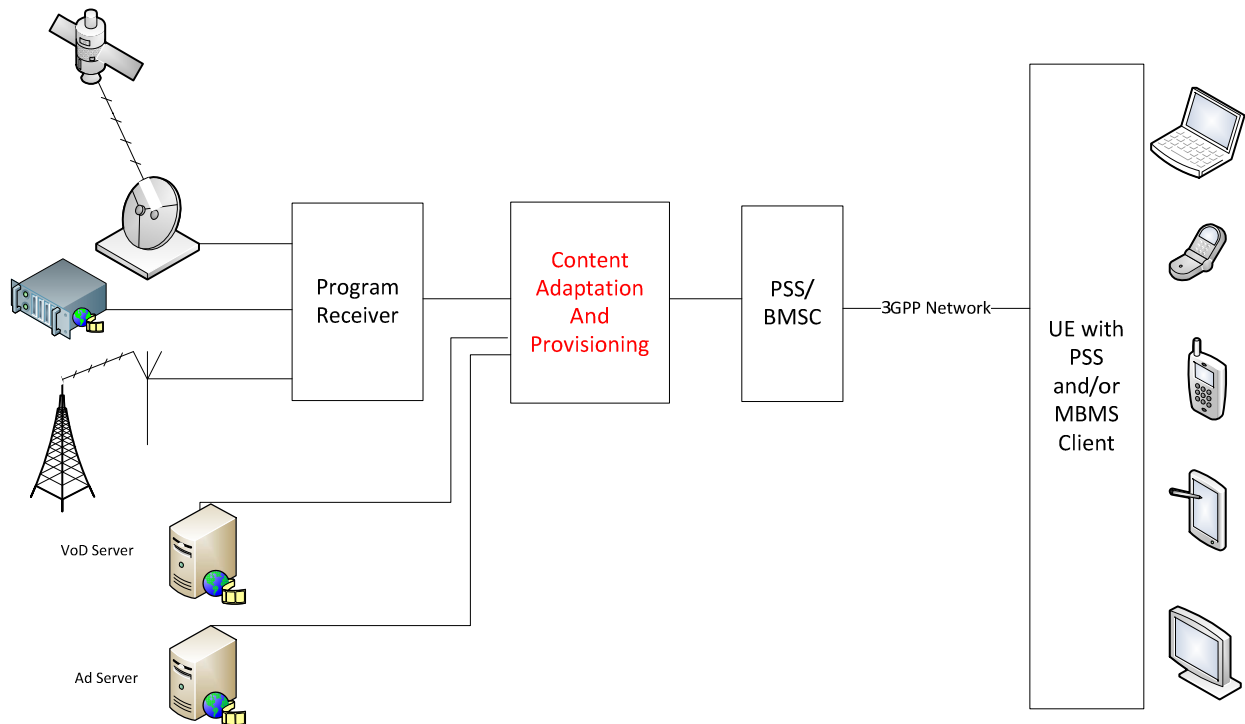 Program
Receiver
Content
Adaptation
And
Provisioning
PSS/
BMSC
3GPP Network
UE with
PSS
and/or
MBMS
Client
VoD Server
Ad Server